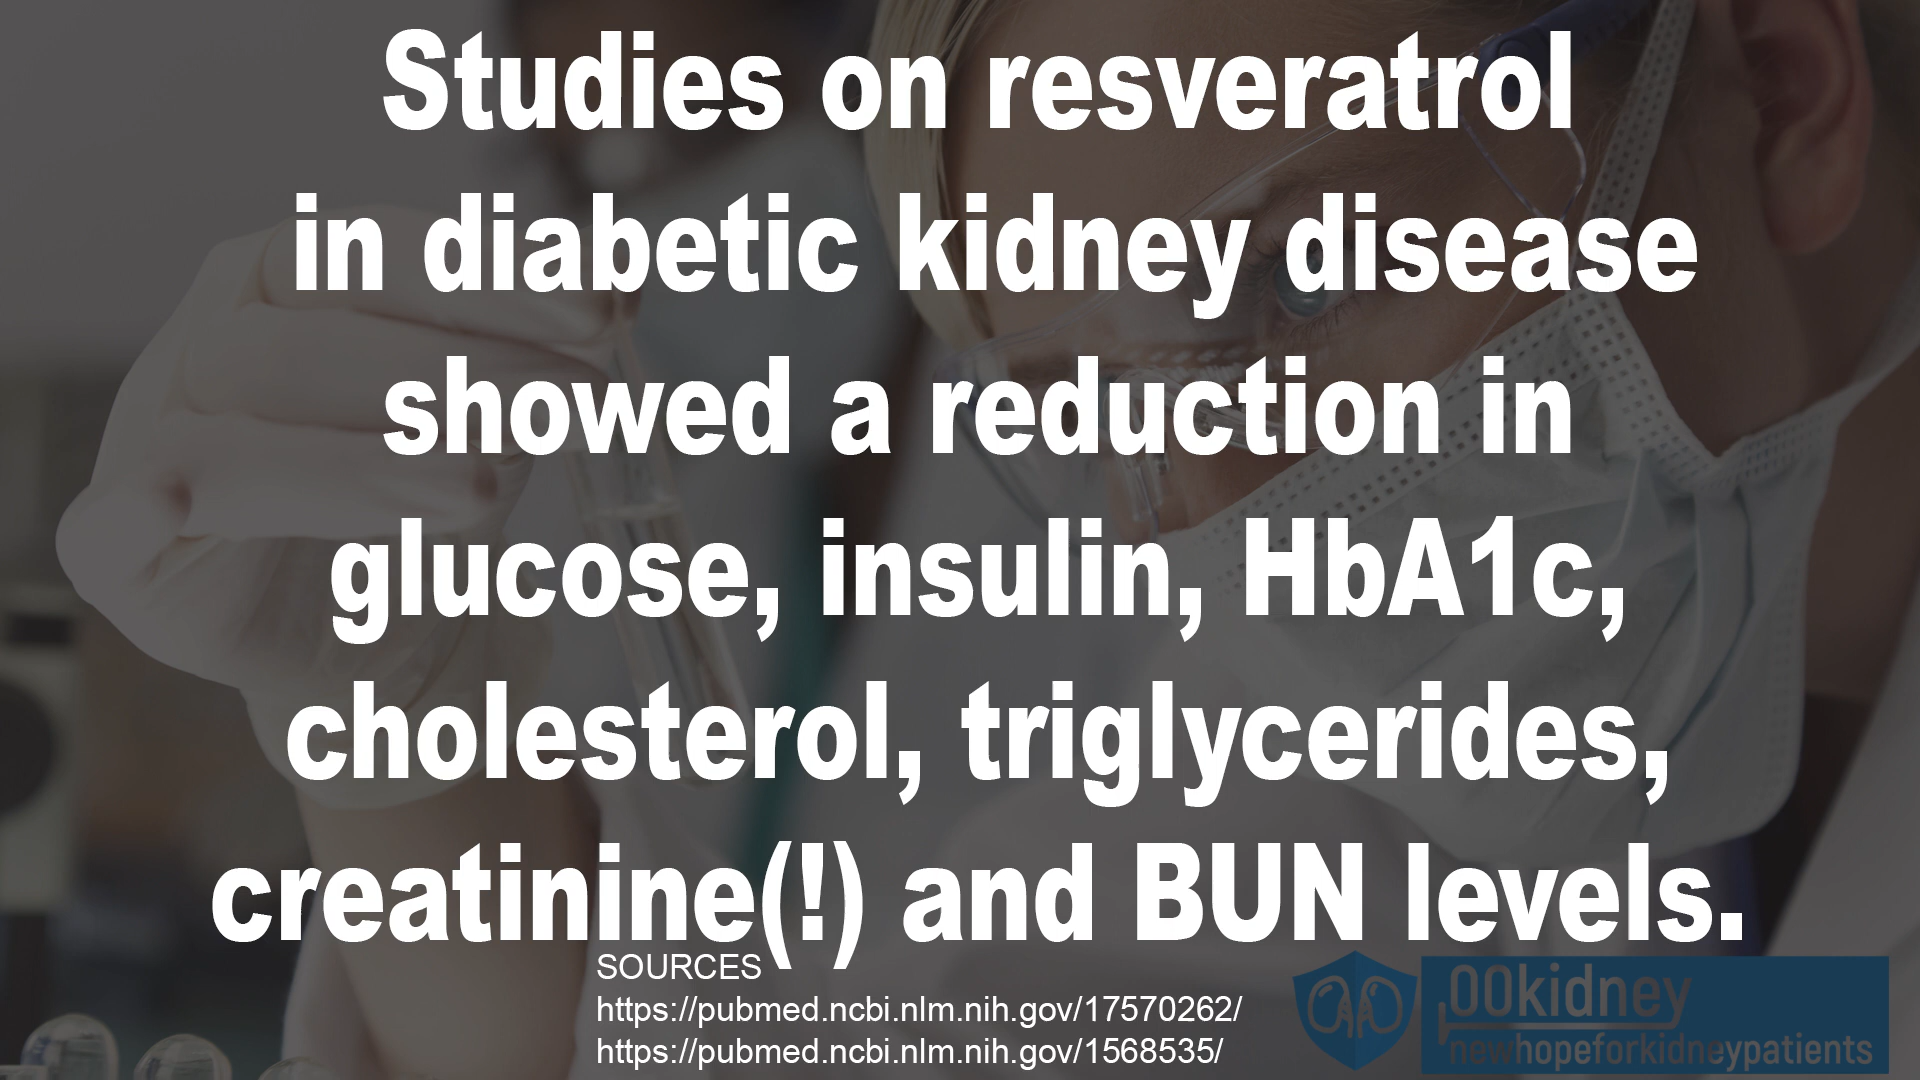 Studies on resveratrol
in diabetic kidney disease
showed a reduction in
glucose, insulin, HbA1c,
cholesterol, triglycerides,
creatinine(!) and BUN levels.
SOURCES
https://pubmed.ncbi.nlm.nih.gov/17570262/
https://pubmed.ncbi.nlm.nih.gov/1568535/
00kidney
newhopeforkidneypatients